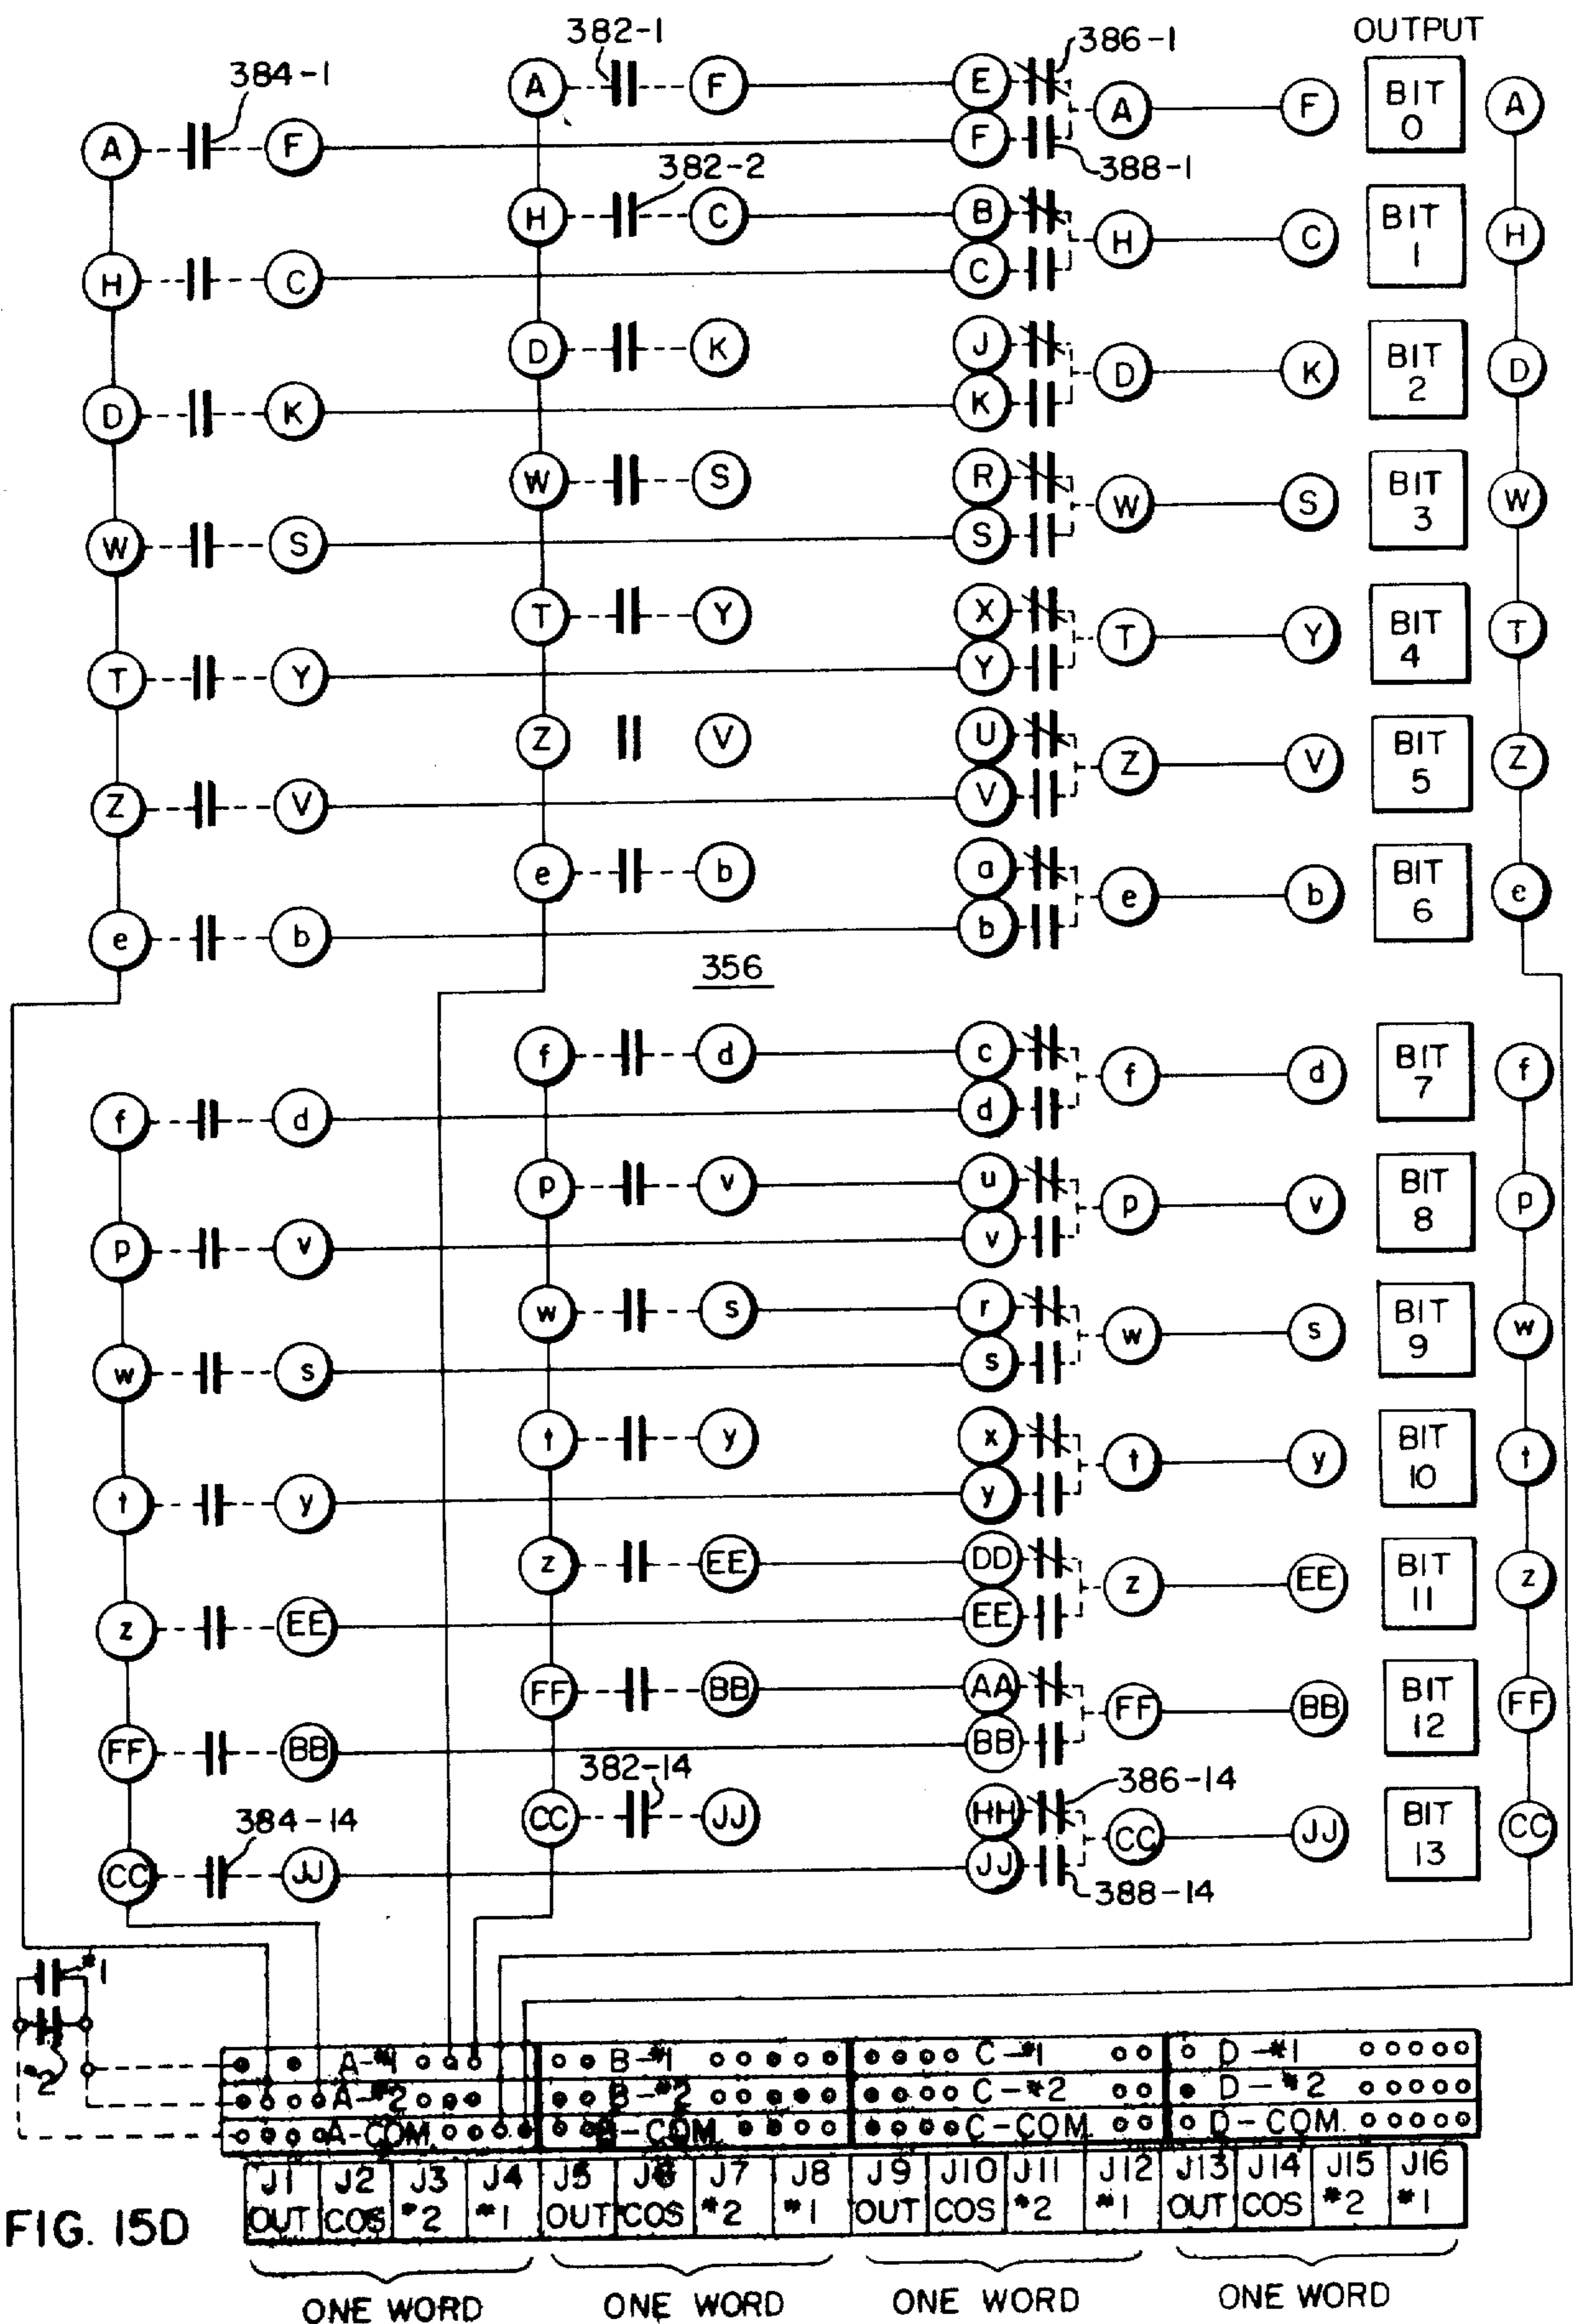 382-1
OUTPUT
386-1
384-1
A F E A F BIT 0 A
A F F
388-1
382-2
H C B H C BIT 1 H
H C C
D K J D K BIT 2 D
D K K
W S R W S BIT 3 W
W S S
T Y X T Y BIT 4 T
T Y Y
Z V U Z V BIT 5 Z
Z V V
e b a e b BIT 6 e
e b b
356
f d c f d BIT 7 f
f d d
p v u p v BIT 8 p
p v v
w s r w s BIT 9 w
w s s
t y x t y BIT 10 t
t y y
z EE DD z EE BIT 11 z
z EE EE
FF BB AA FF BB BIT 12 FF
FF BB BB
382-14
386-14
CC JJ HH CC JJ BIT 13 CC
384-14
CC JJ JJ
388-14
#1
#2
A-#1 B-#1 C-#1 D-#1
A-#2 B-#2 C-#2 D-#2
A-COM. B-COM. C-COM. D-COM.
J1 J2 J3 J4 J5 J6 J7 J8 J9 J10 J11 J12 J13 J14 J15 J16
OUT COS #2 #1 OUT COS #2 #1 OUT COS #2 #1 OUT COS #2 #1
FIG. 15D
ONE WORD ONE WORD ONE WORD ONE WORD